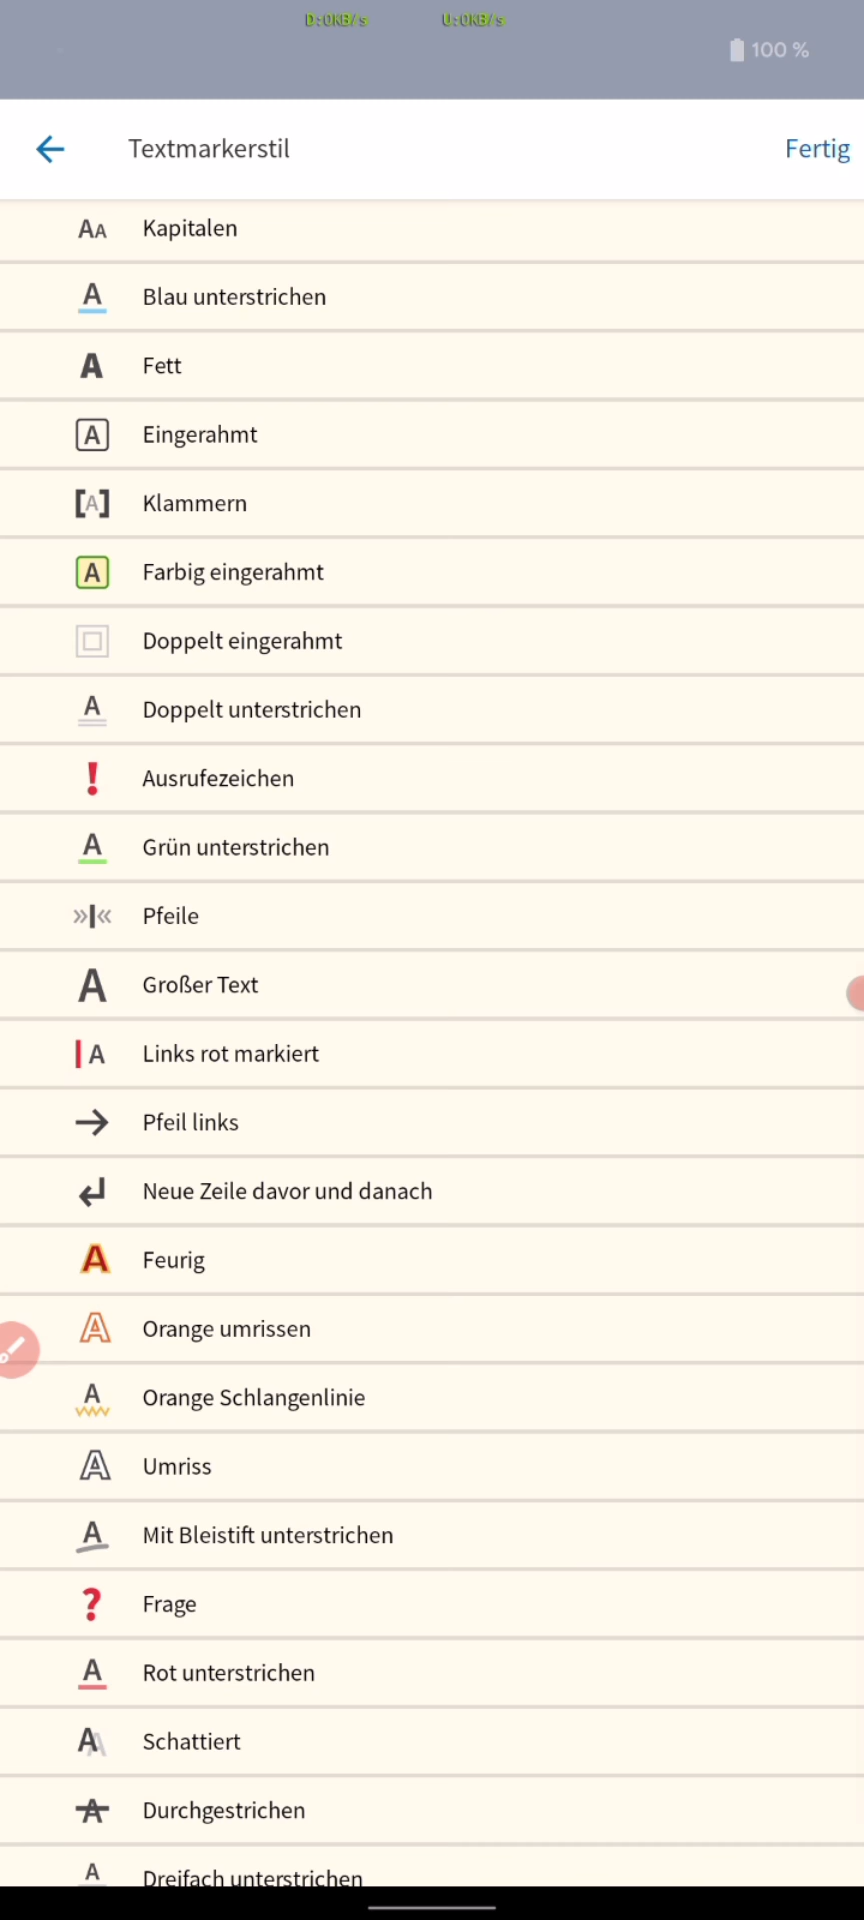 D:0KB/s U:0KB/s
100 %
Textmarkerstil Fertig
AA Kapitalen
A Blau unterstrichen
A Fett
A Eingerahmt
[A] Klammern
A Farbig eingerahmt
Doppelt eingerahmt
A Doppelt unterstrichen
! Ausrufezeichen
A Grün unterstrichen
»|« Pfeile
A Großer Text
A Links rot markiert
→ Pfeil links
↵ Neue Zeile davor und danach
A Feurig
A Orange umrissen
A Orange Schlangenlinie
A Umriss
A Mit Bleistift unterstrichen
? Frage
A Rot unterstrichen
A Schattiert
A Durchgestrichen
A Dreifach unterstrichen